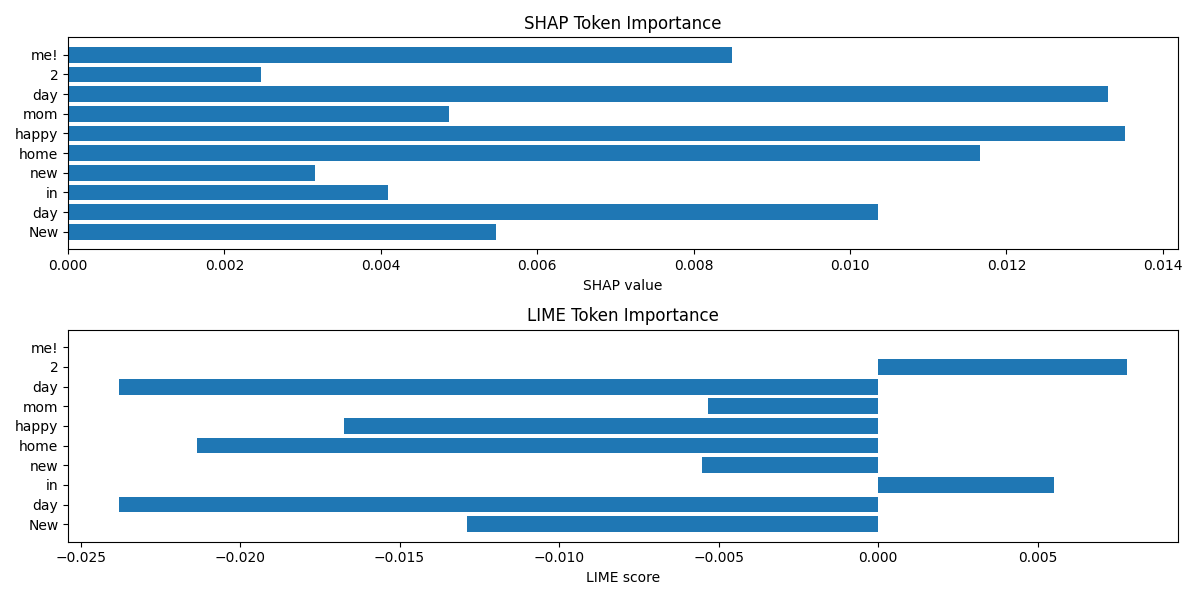 SHAP Token Importance
me!
2
day
mom
happy
home
new
in
day
New
0.000 0.002 0.004 0.006 0.008 0.010 0.012 0.014
SHAP value
LIME Token Importance
me!
2
day
mom
happy
home
new
in
day
New
−0.025 −0.020 −0.015 −0.010 −0.005 0.000 0.005
LIME score